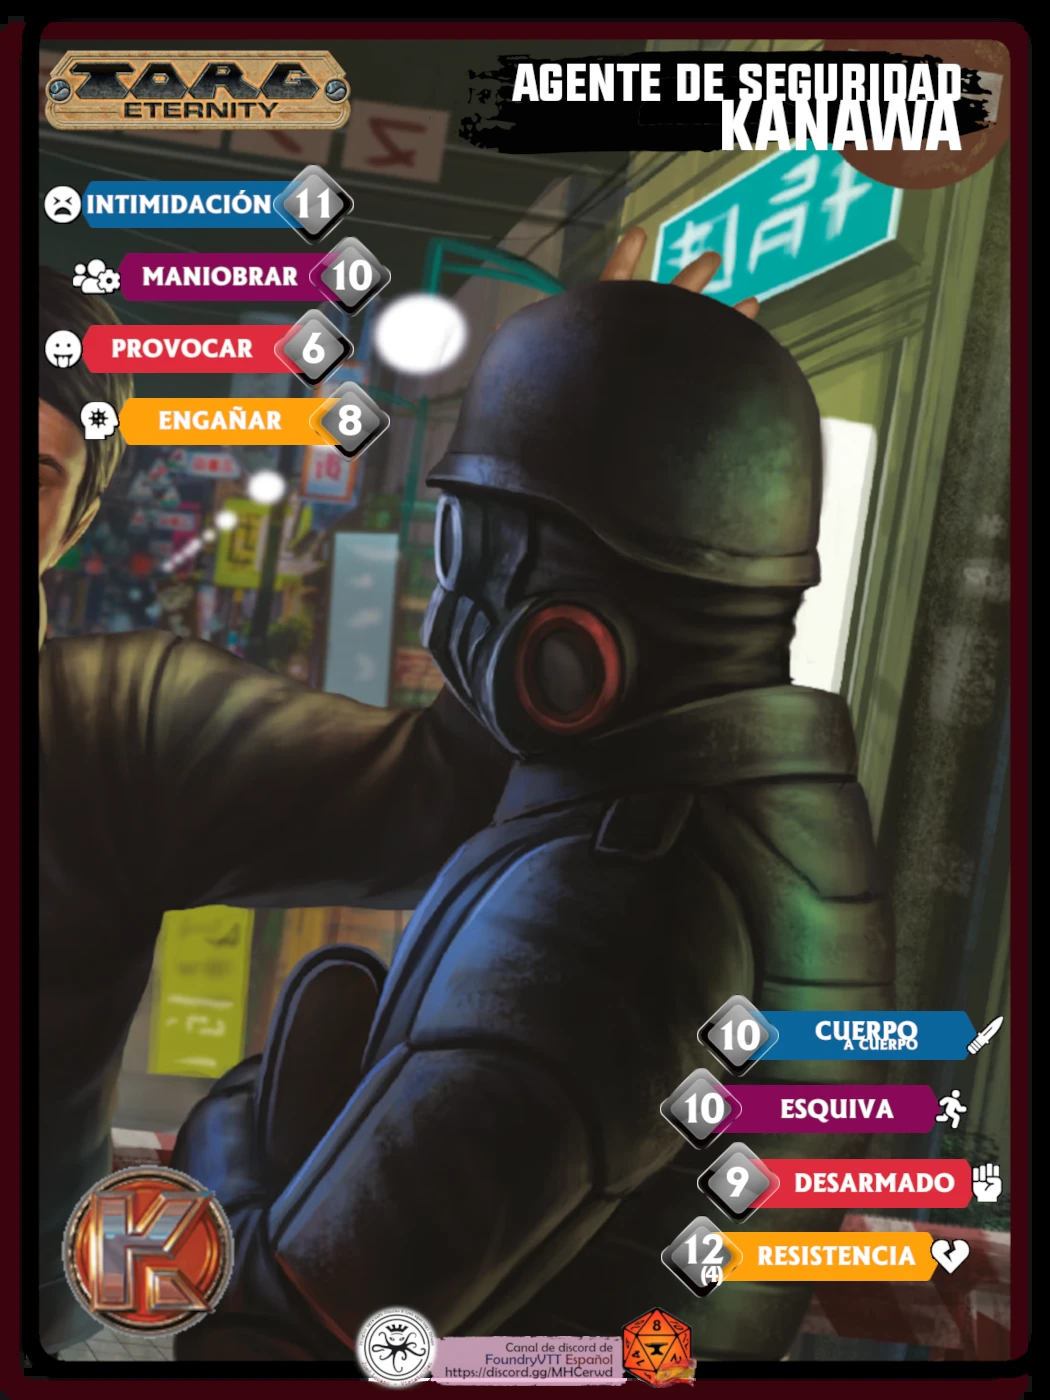 TORG
ETERNITY
AGENTE DE SEGURIDAD
KANAWA
INTIMIDACIÓN 11
MANIOBRAR 10
PROVOCAR 6
ENGAÑAR 8
10 CUERPO
A CUERPO
10 ESQUIVA
9 DESARMADO
12 RESISTENCIA
(4)
K
Canal de discord de
FoundryVTT Español
https://discord.gg/MHCerwd
8